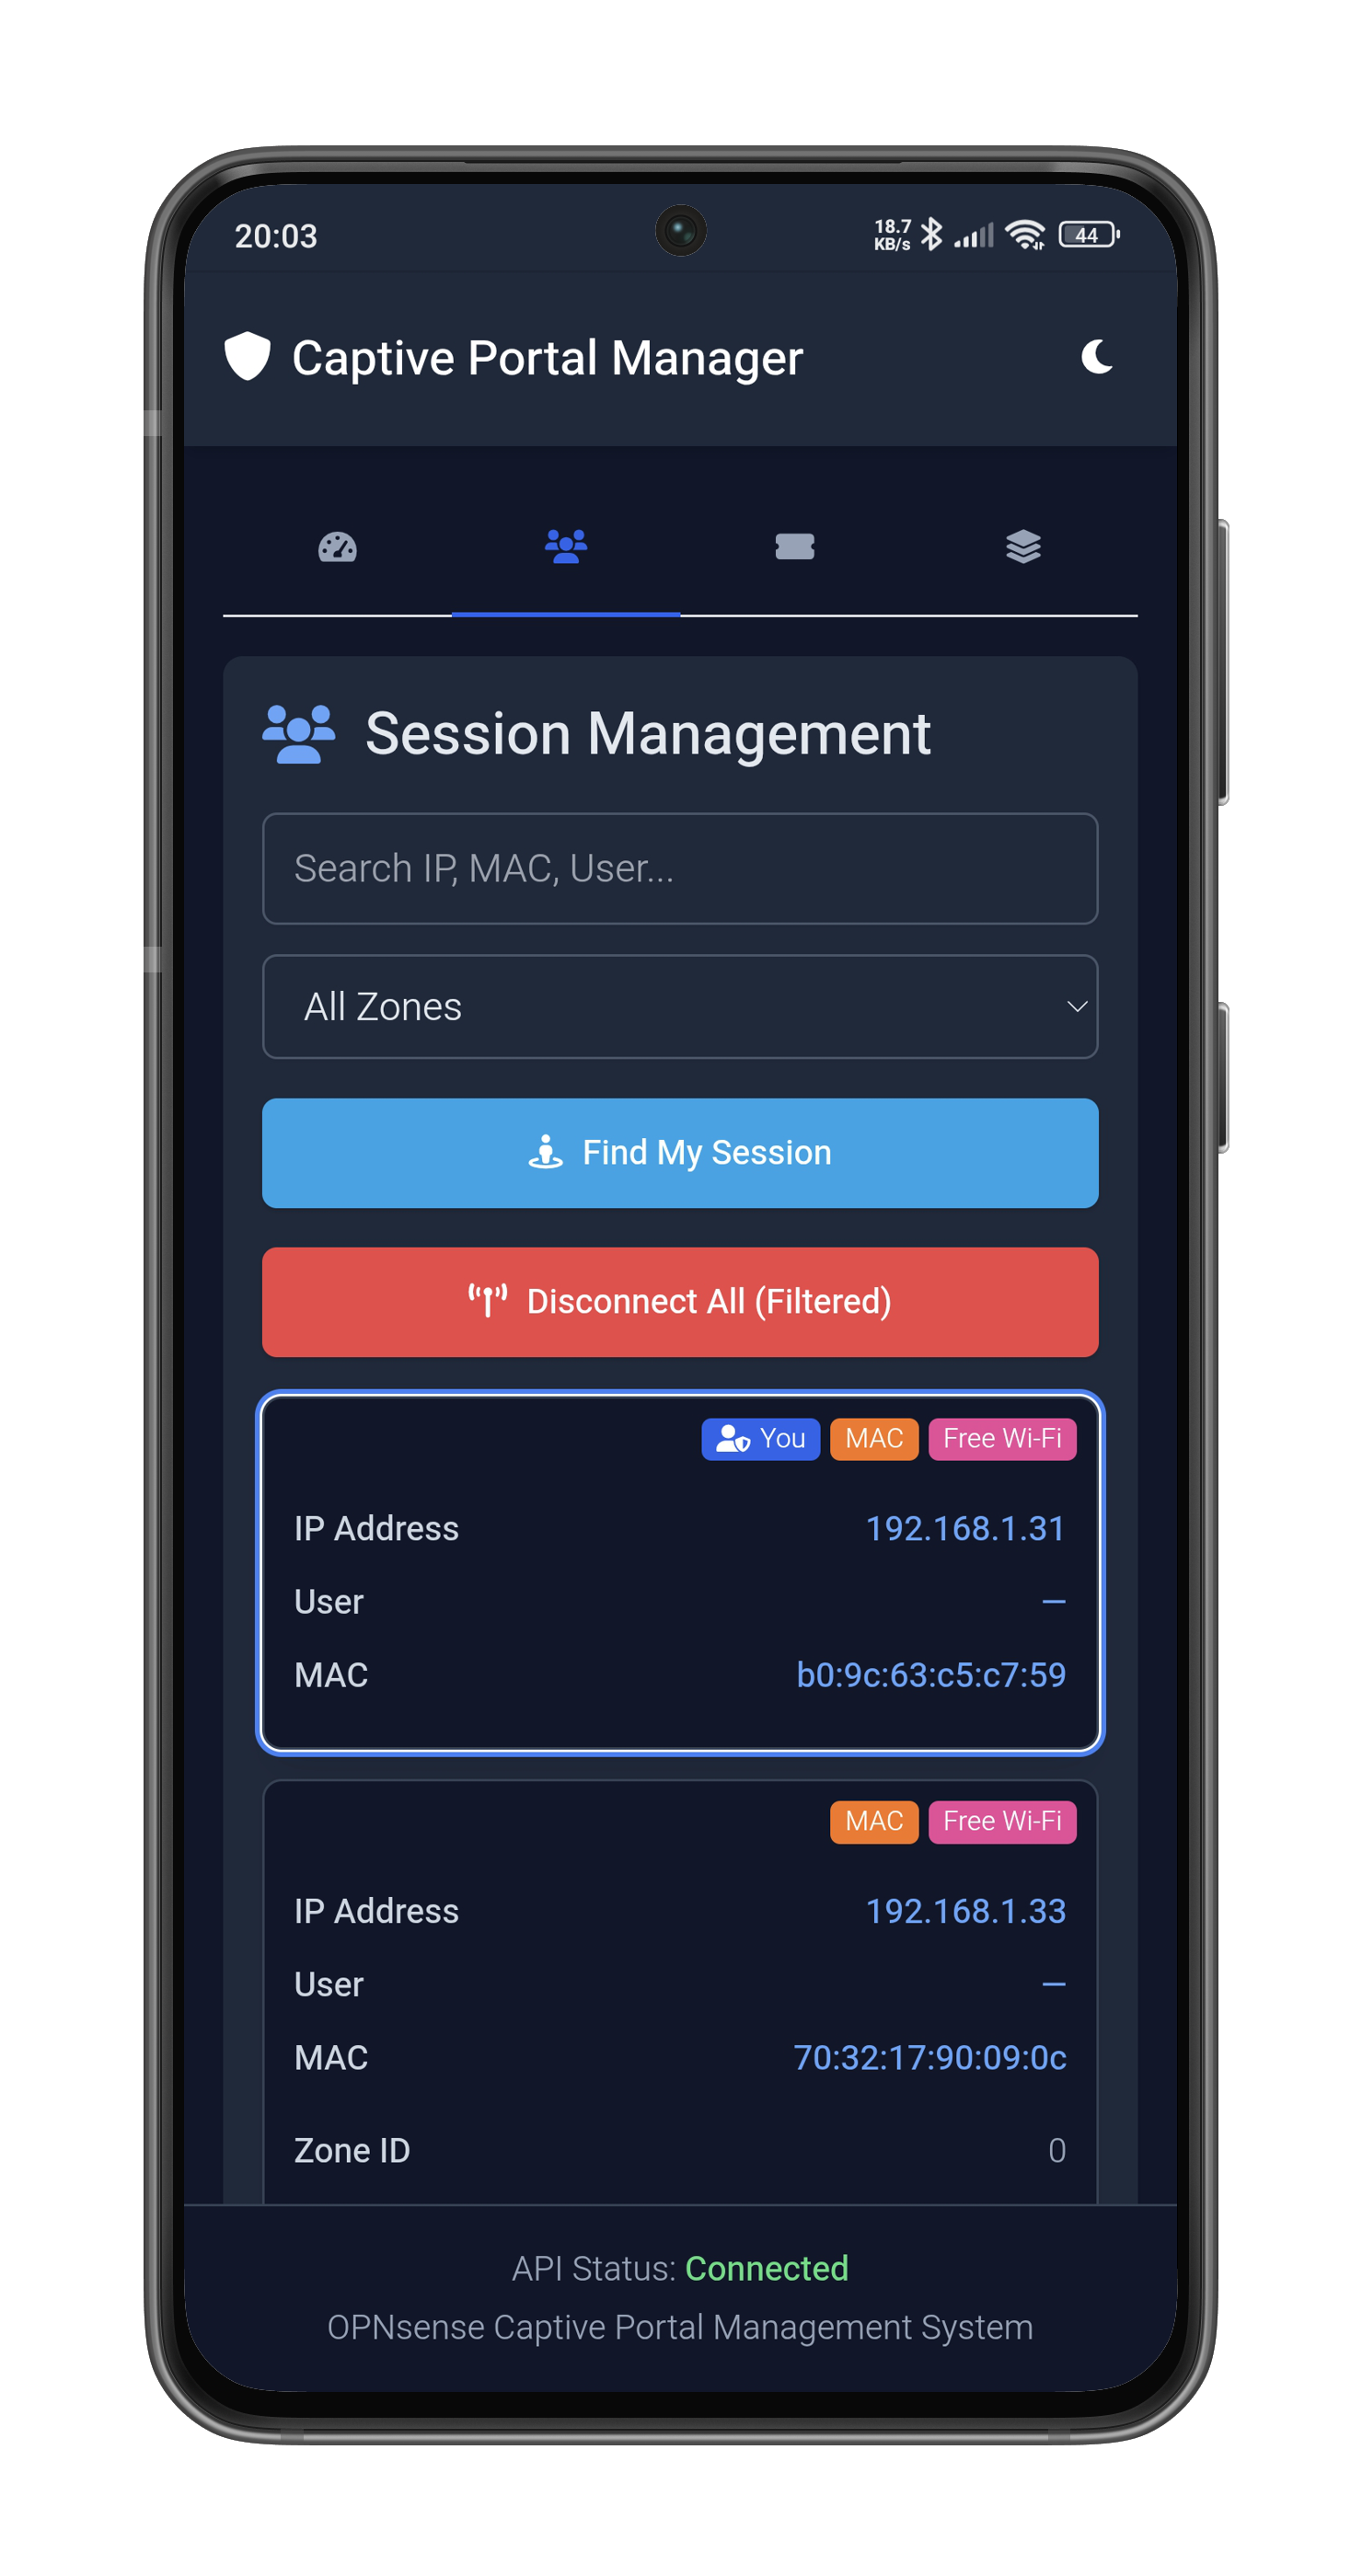 20:03
18.7
KB/s
44
Captive Portal Manager
Session Management
Search IP, MAC, User...
All Zones
Find My Session
Disconnect All (Filtered)
You MAC Free Wi-Fi
IP Address 192.168.1.31
User —
MAC b0:9c:63:c5:c7:59
MAC Free Wi-Fi
IP Address 192.168.1.33
User —
MAC 70:32:17:90:09:0c
Zone ID 0
API Status: Connected
OPNsense Captive Portal Management System